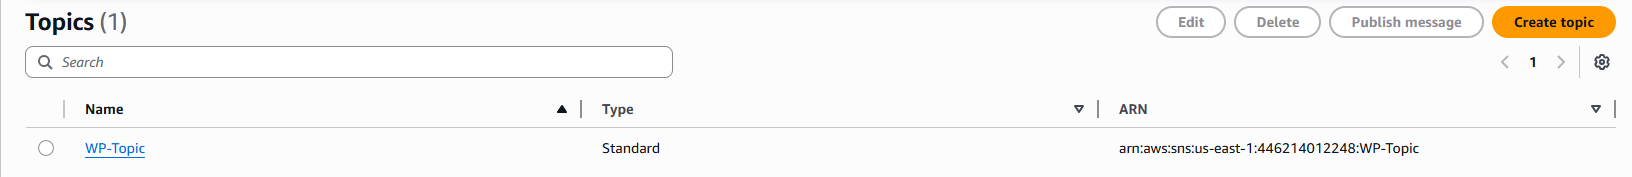 Topics (1)
Edit
Delete
Publish message
Create topic
Search
1
Name
Type
ARN
WP-Topic
Standard
arn:aws:sns:us-east-1:446214012248:WP-Topic